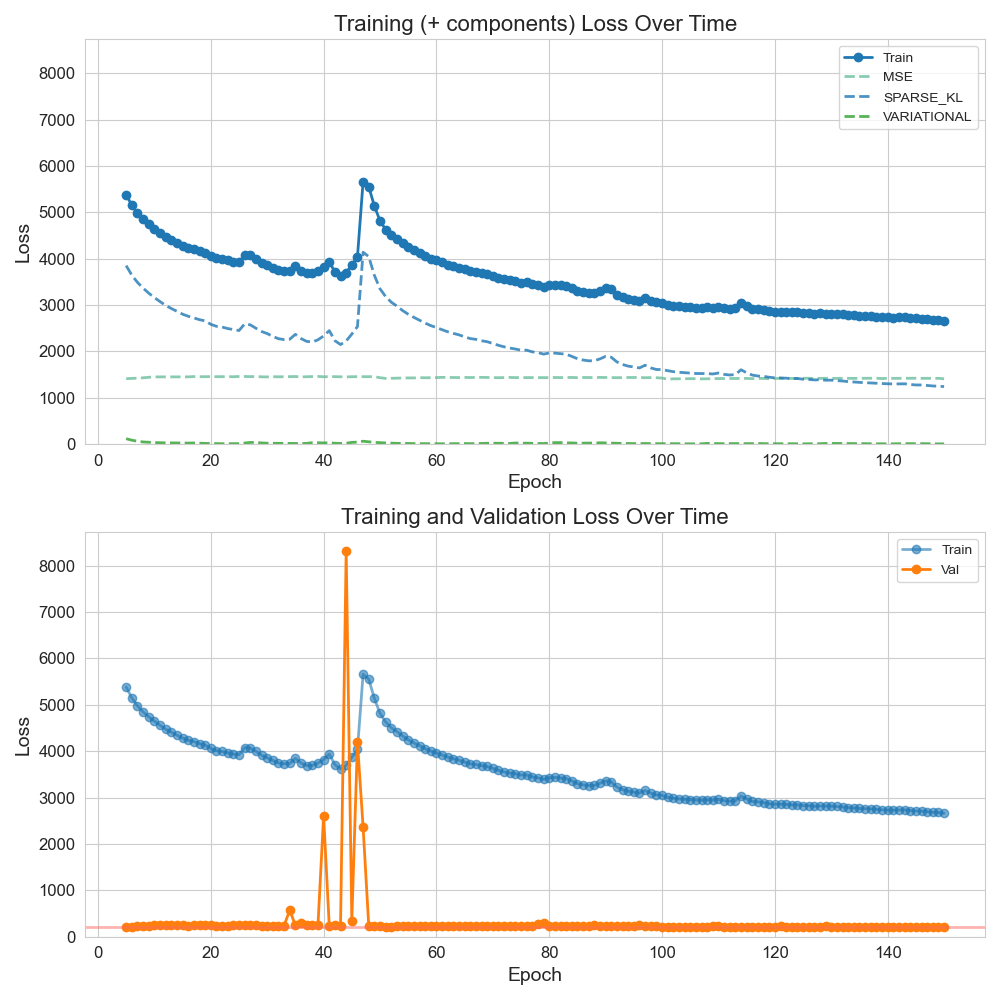 Training (+ components) Loss Over Time
Loss
8000
7000
6000
5000
4000
3000
2000
1000
0
Train
MSE
SPARSE_KL
VARIATIONAL
0 20 40 60 80 100 120 140
Epoch
Training and Validation Loss Over Time
Loss
8000
7000
6000
5000
4000
3000
2000
1000
0
Train
Val
0 20 40 60 80 100 120 140
Epoch